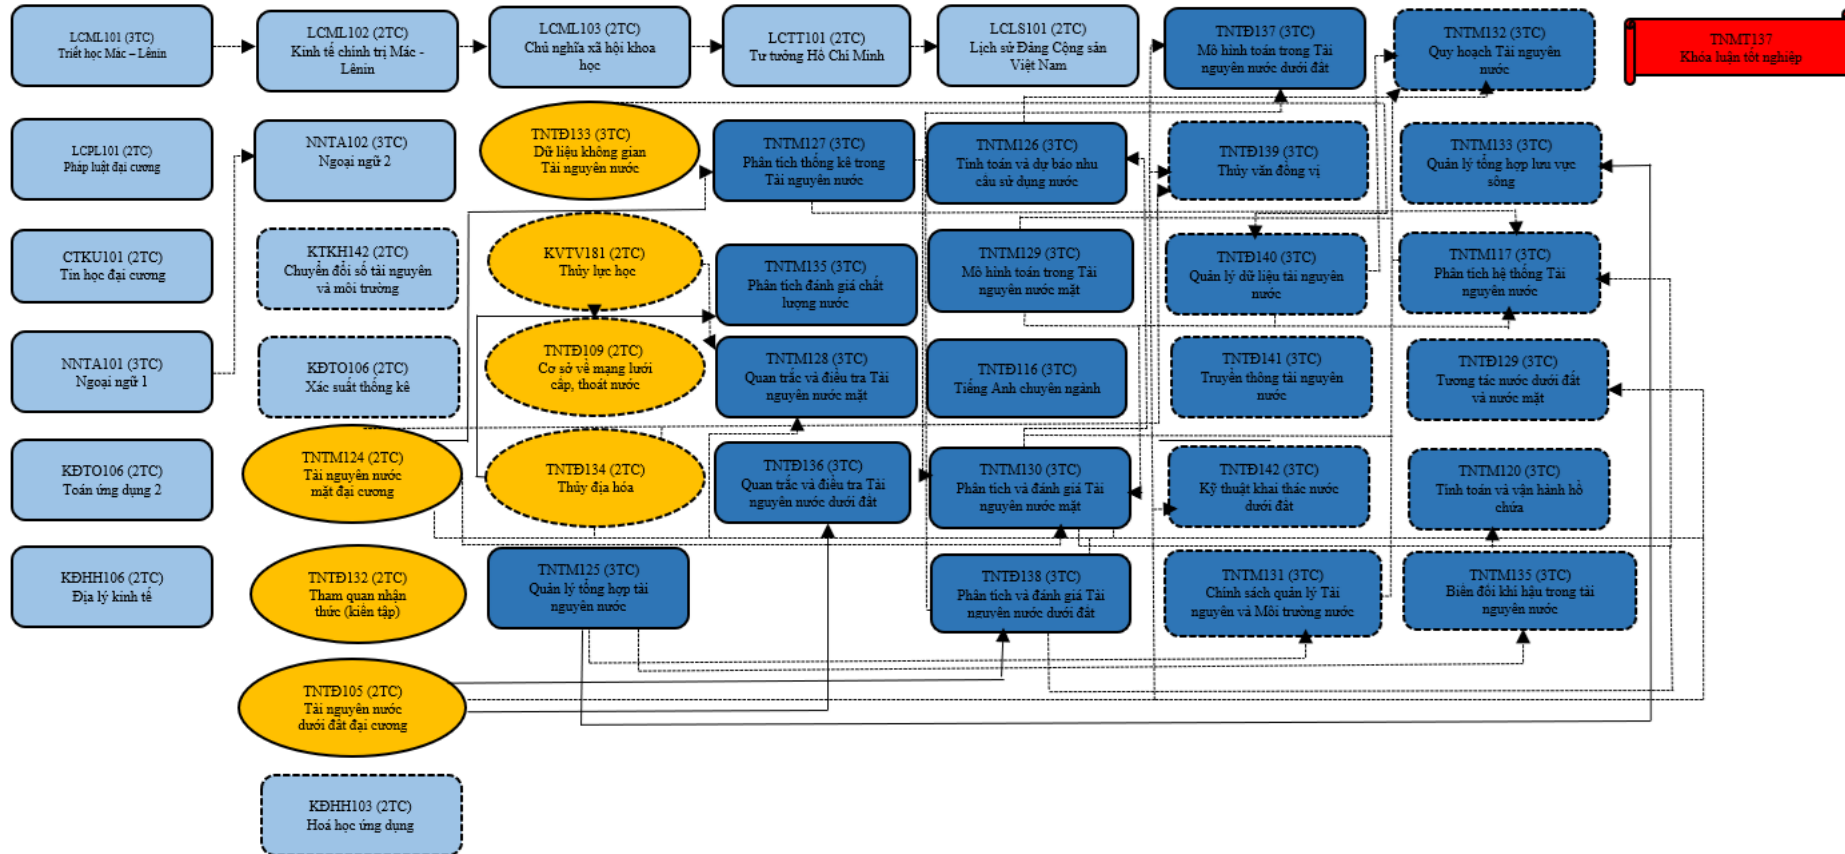 LCML101 (3TC)
Triết học Mác – Lênin
LCPL101 (2TC)
Pháp luật đại cương
CTKU101 (2TC)
Tin học đại cương
NNTA101 (3TC)
Ngoại ngữ 1
KĐTO106 (2TC)
Toán ứng dụng 2
KĐHH106 (2TC)
Địa lý kinh tế
LCML102 (2TC)
Kinh tế chính trị Mác -
Lênin
NNTA102 (3TC)
Ngoại ngữ 2
KTKH142 (2TC)
Chuyển đổi số tài nguyên
và môi trường
KĐTO106 (2TC)
Xác suất thống kê
TNTM124 (2TC)
Tài nguyên nước
mặt đại cương
TNTĐ132 (2TC)
Tham quan nhận
thức (kiến tập)
TNTĐ105 (2TC)
Tài nguyên nước
dưới đất đại cương
KĐHH103 (2TC)
Hoá học ứng dụng
LCML103 (2TC)
Chủ nghĩa xã hội khoa
học
TNTĐ133 (3TC)
Dữ liệu không gian
Tài nguyên nước
KVTV181 (2TC)
Thủy lực học
TNTĐ109 (2TC)
Cơ sở về mạng lưới
cấp, thoát nước
TNTĐ134 (2TC)
Thủy địa hóa
TNTM125 (3TC)
Quản lý tổng hợp tài
nguyên nước
LCTT101 (2TC)
Tư tưởng Hồ Chí Minh
TNTM127 (3TC)
Phân tích thống kê trong
Tài nguyên nước
TNTM135 (3TC)
Phân tích đánh giá chất
lượng nước
TNTM128 (3TC)
Quan trắc và điều tra Tài
nguyên nước mặt
TNTĐ136 (3TC)
Quan trắc và điều tra Tài
nguyên nước dưới đất
LCLS101 (2TC)
Lịch sử Đảng Cộng sản
Việt Nam
TNTM126 (3TC)
Tính toán và dự báo nhu
cầu sử dụng nước
TNTM129 (3TC)
Mô hình toán trong Tài
nguyên nước mặt
TNTĐ116 (3TC)
Tiếng Anh chuyên ngành
TNTM130 (3TC)
Phân tích và đánh giá Tài
nguyên nước mặt
TNTĐ138 (3TC)
Phân tích và đánh giá Tài
nguyên nước dưới đất
TNTĐ137 (3TC)
Mô hình toán trong Tài
nguyên nước dưới đất
TNTĐ139 (3TC)
Thủy văn đồng vị
TNTĐ140 (3TC)
Quản lý dữ liệu tài nguyên
nước
TNTĐ141 (3TC)
Truyền thông tài nguyên
nước
TNTĐ142 (3TC)
Kỹ thuật khai thác nước
dưới đất
TNTM131 (3TC)
Chính sách quản lý Tài
nguyên và Môi trường nước
TNTM132 (3TC)
Quy hoạch Tài nguyên
nước
TNTM133 (3TC)
Quản lý tổng hợp lưu vực
sông
TNTM117 (3TC)
Phân tích hệ thống Tài
nguyên nước
TNTĐ129 (3TC)
Tương tác nước dưới đất
và nước mặt
TNTM120 (3TC)
Tính toán và vận hành hồ
chứa
TNTM135 (3TC)
Biến đổi khí hậu trong tài
nguyên nước
TNMT137
Khóa luận tốt nghiệp